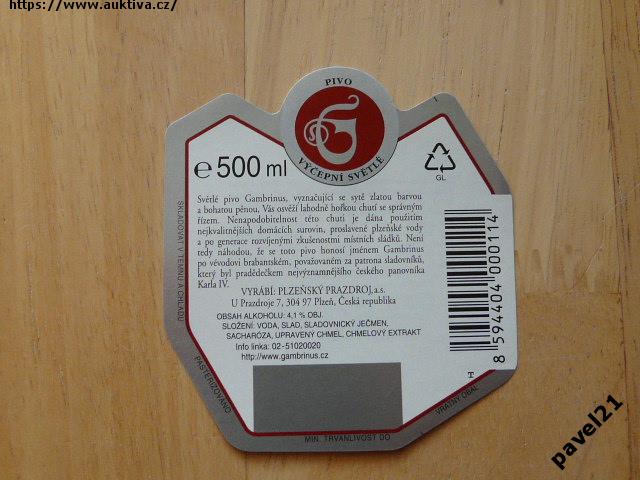 https://www.auktiva.cz/
PIVO
VÝČEPNÍ SVĚTLÉ
e 500 ml
GL
Světlé pivo Gambrinus, vyznačující se sytě zlatou barvou
a bohatou pěnou, Vás osvěží lahodně hořkou chutí se správným
řízem. Nenapodobitelnost této chuti je dána použitím
nejkvalitnějších domácích surovin, proslavené plzeňské vody
a po generace rozvíjenými zkušenostmi místních sládků. Není
tedy náhodou, že se toto pivo honosí jménem Gambrinus
po vévodovi brabantském, považovaném za patrona sladovníků,
který byl pradědečkem nejvýznamnějšího českého panovníka
Karla IV.
VYRÁBÍ: PLZEŇSKÝ PRAZDROJ, a.s.
U Prazdroje 7, 304 97 Plzeň, Česká republika
OBSAH ALKOHOLU: 4,1 % OBJ.
SLOŽENÍ: VODA, SLAD, SLADOVNICKÝ JEČMEN,
SACHARÓZA, UPRAVENÝ CHMEL, CHMELOVÝ EXTRAKT
Info linka: 02-51020020
http://www.gambrinus.cz
SKLADOVAT V TEMNU A CHLADU
PASTERIZOVÁNO
MIN. TRVANLIVOST DO
VRATNÝ OBAL
T
8 594404 000114
pavel21